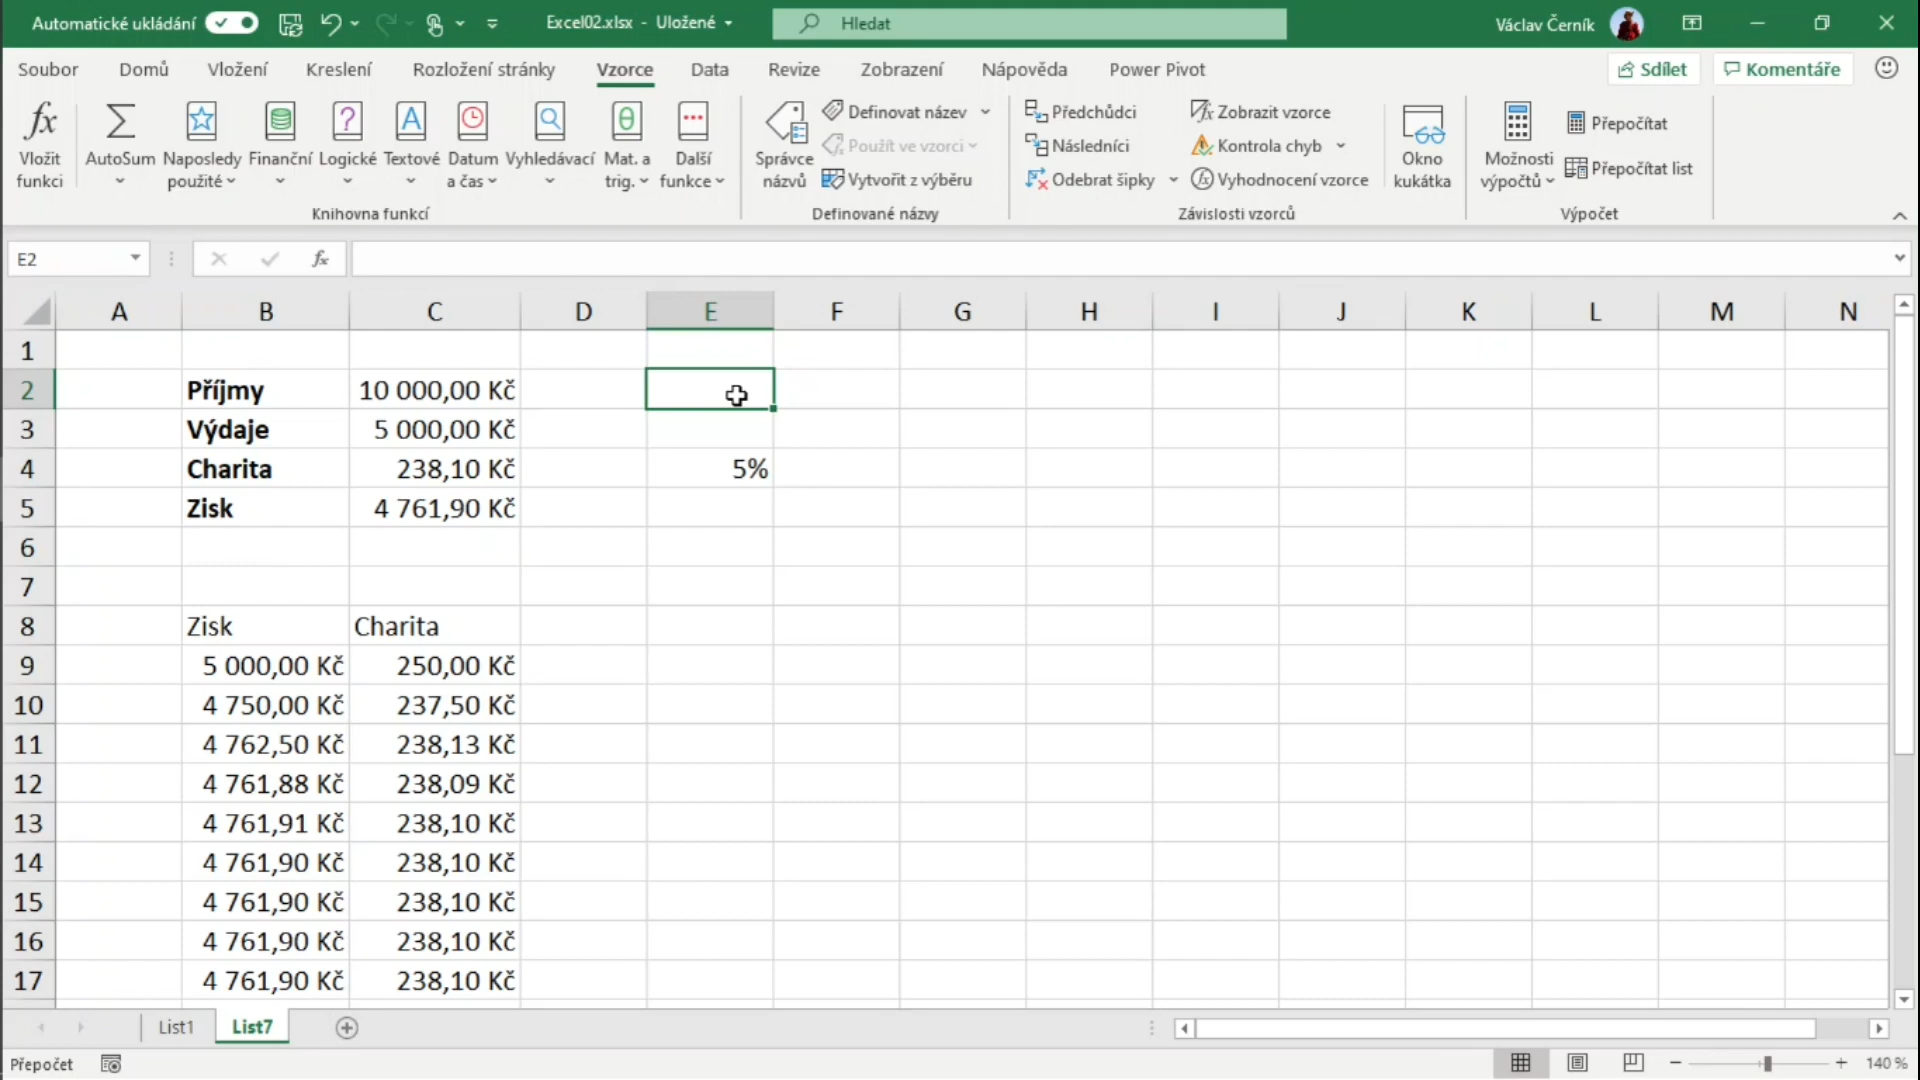 Automatické ukládání
Excel02.xlsx - Uložené
Hledat
Václav Černík
Soubor Domů Vložení Kreslení Rozložení stránky Vzorce Data Revize Zobrazení Nápověda Power Pivot Sdílet Komentáře
fx Vložit funkci
AutoSum
Naposledy použité
Finanční
Logické
Textové
Datum a čas
Vyhledávací
Mat. a trig.
Další funkce
Knihovna funkcí
Správce názvů
Definovat název
Použít ve vzorci
Vytvořit z výběru
Definované názvy
Předchůdci
Následníci
Odebrat šipky
Zobrazit vzorce
Kontrola chyb
Vyhodnocení vzorce
Závislosti vzorců
Okno kukátka
Možnosti výpočtů
Přepočítat
Přepočítat list
Výpočet
E2 fx
A B C D E F G H I J K L M N
1
2 Příjmy 10 000,00 Kč
3 Výdaje 5 000,00 Kč
4 Charita 238,10 Kč 5%
5 Zisk 4 761,90 Kč
6
7
8 Zisk Charita
9 5 000,00 Kč 250,00 Kč
10 4 750,00 Kč 237,50 Kč
11 4 762,50 Kč 238,13 Kč
12 4 761,88 Kč 238,09 Kč
13 4 761,91 Kč 238,10 Kč
14 4 761,90 Kč 238,10 Kč
15 4 761,90 Kč 238,10 Kč
16 4 761,90 Kč 238,10 Kč
17 4 761,90 Kč 238,10 Kč
List1 List7
Přepočet 140 %